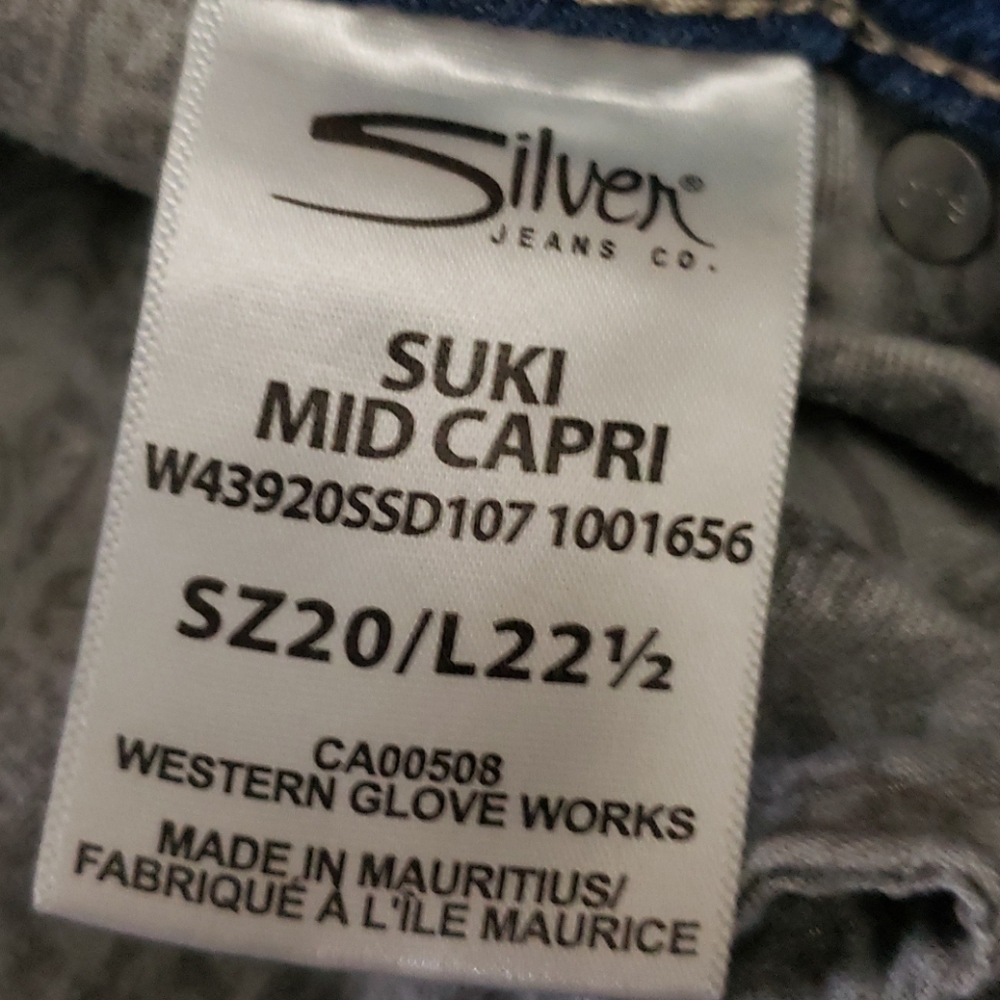 Silver®
JEANS CO.
SUKI
MID CAPRI
W43920SSD107 1001656
SZ20/L22½
CA00508
WESTERN GLOVE WORKS
MADE IN MAURITIUS/
FABRIQUÉ À L'ÎLE MAURICE